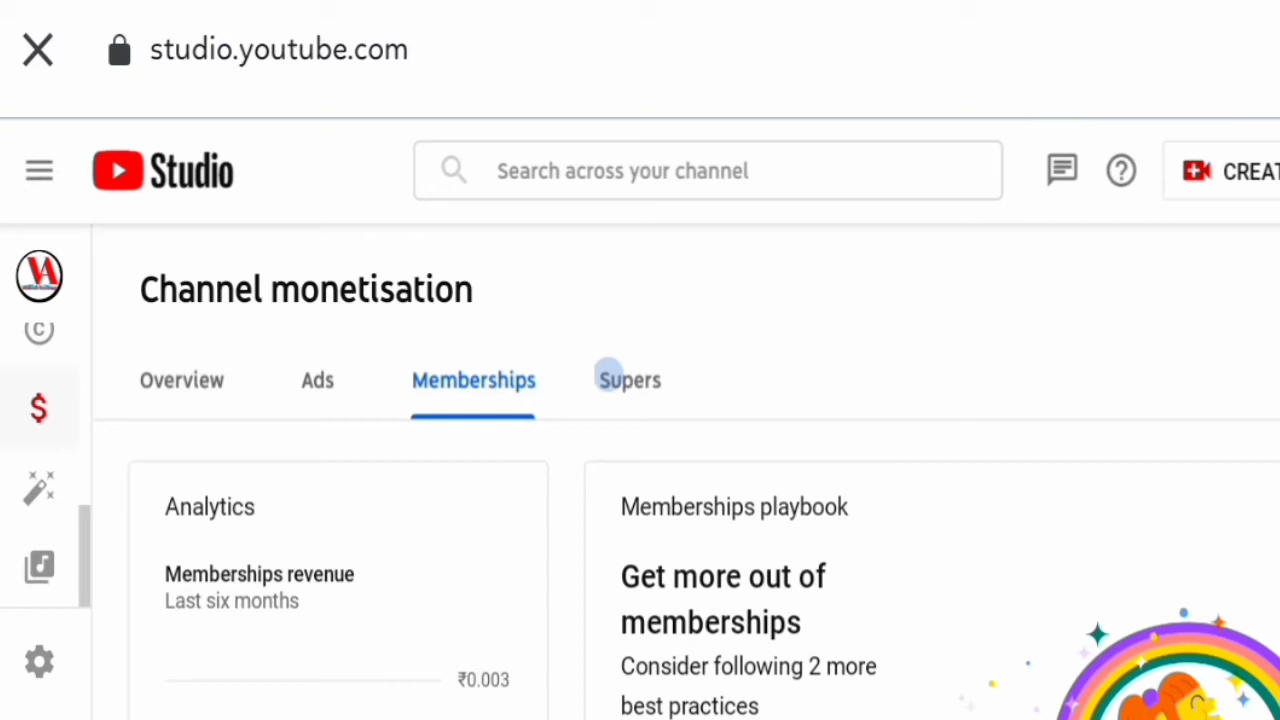 studio.youtube.com
Studio
Search across your channel
CREAT
Channel monetisation
Overview
Ads
Memberships
Supers
Analytics
Memberships revenue
Last six months
₹0.003
Memberships playbook
Get more out of
memberships
Consider following 2 more
best practices